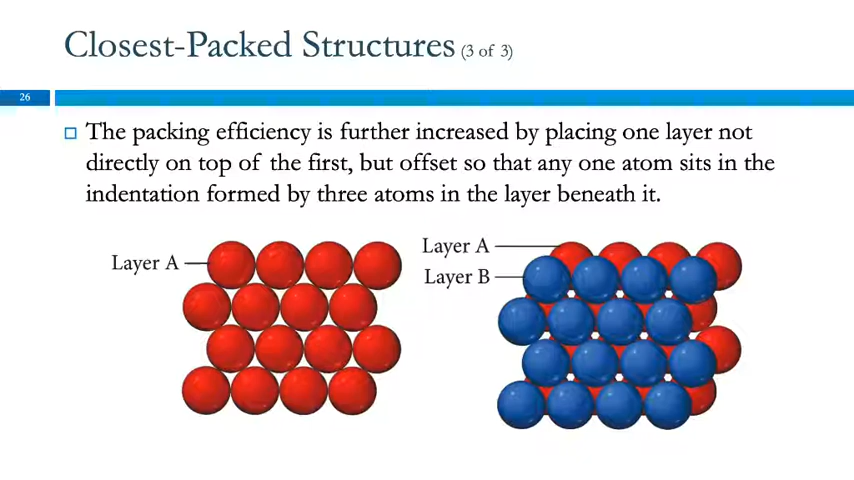 Closest-Packed Structures (3 of 3)
26
The packing efficiency is further increased by placing one layer not
directly on top of the first, but offset so that any one atom sits in the
indentation formed by three atoms in the layer beneath it.
Layer A
Layer A
Layer B